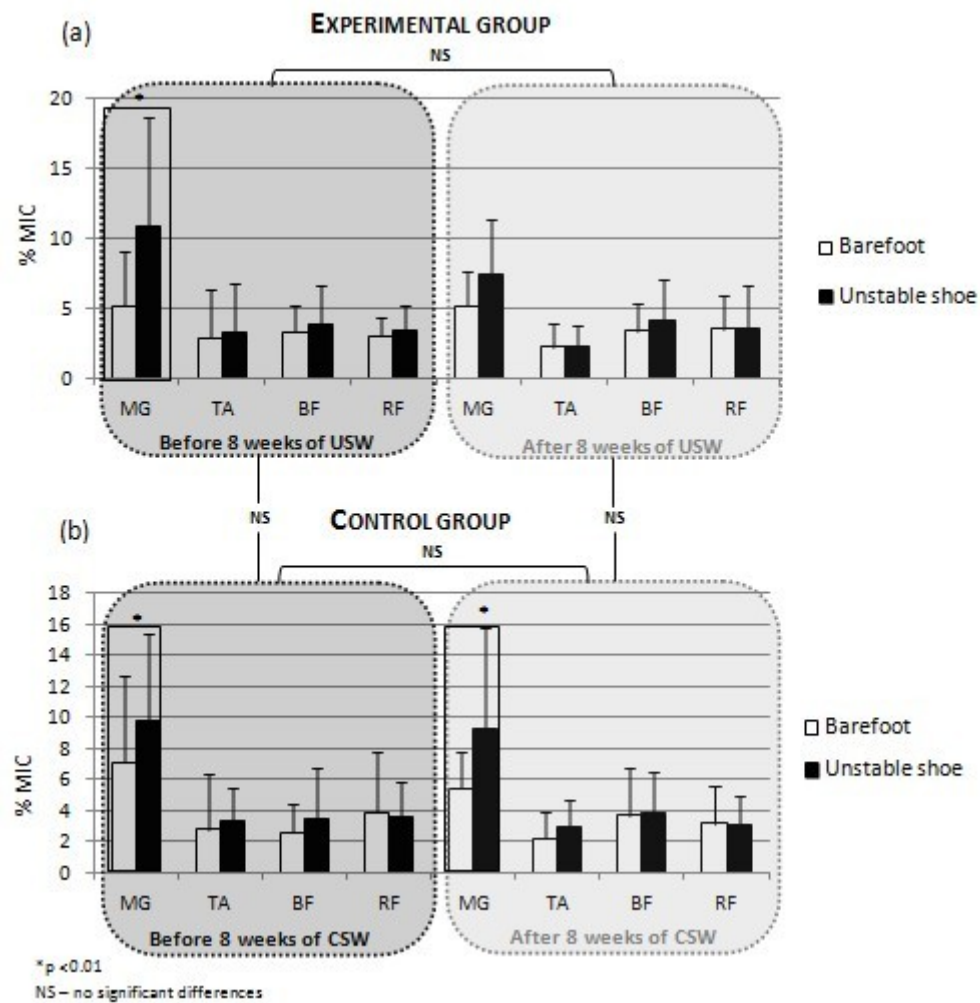 (a)
EXPERIMENTAL GROUP
NS
20
15
10
5
0
% MIC
*
MG TA BF RF
Before 8 weeks of USW
MG TA BF RF
After 8 weeks of USW
Barefoot
Unstable shoe
NS
NS
(b)
CONTROL GROUP
NS
18
16
14
12
10
8
6
4
2
0
% MIC
*
*
MG TA BF RF
Before 8 weeks of CSW
MG TA BF RF
After 8 weeks of CSW
Barefoot
Unstable shoe
*p <0.01
NS – no significant differences